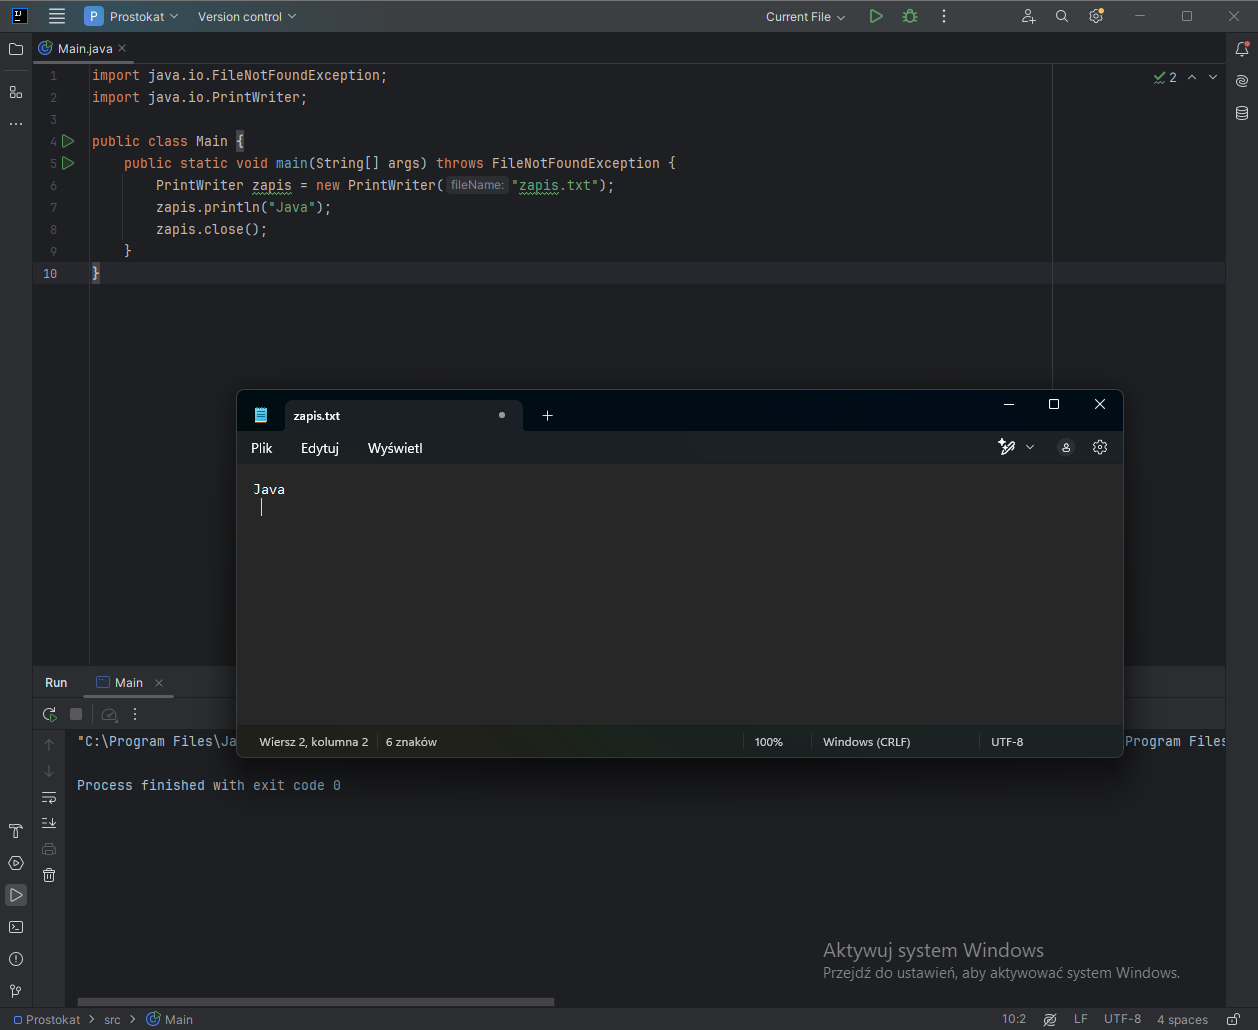 P Prostokat Version control Current File
Main.java
1 import java.io.FileNotFoundException;
2 import java.io.PrintWriter;
3
4 public class Main {
5 public static void main(String[] args) throws FileNotFoundException {
6 PrintWriter zapis = new PrintWriter( fileName: "zapis.txt");
7 zapis.println("Java");
8 zapis.close();
9 }
10 }
2
zapis.txt
Plik Edytuj Wyświetl
Java
Wiersz 2, kolumna 2 6 znaków 100% Windows (CRLF) UTF-8
Run Main
"C:\Program Files\Ja Program Files
Process finished with exit code 0
Aktywuj system Windows
Przejdź do ustawień, aby aktywować system Windows.
Prostokat > src > Main 10:2 LF UTF-8 4 spaces